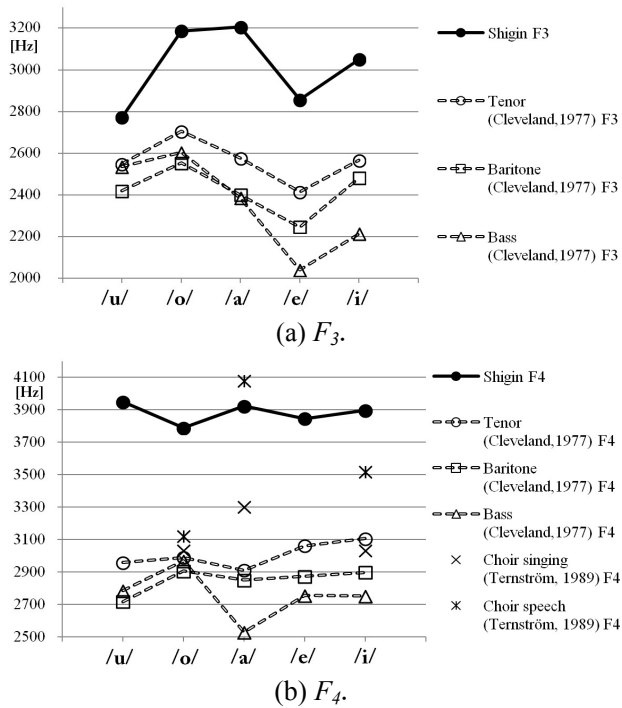 3200
[Hz]
3000
2800
2600
2400
2200
2000
/u/ /o/ /a/ /e/ /i/
Shigin F3
Tenor
(Cleveland,1977) F3
Baritone
(Cleveland,1977) F3
Bass
(Cleveland,1977) F3
(a) F3.
4100
[Hz]
3900
3700
3500
3300
3100
2900
2700
2500
/u/ /o/ /a/ /e/ /i/
Shigin F4
Tenor
(Cleveland,1977) F4
Baritone
(Cleveland,1977) F4
Bass
(Cleveland,1977) F4
Choir singing
(Ternström, 1989) F4
Choir speech
(Ternström, 1989) F4
(b) F4.